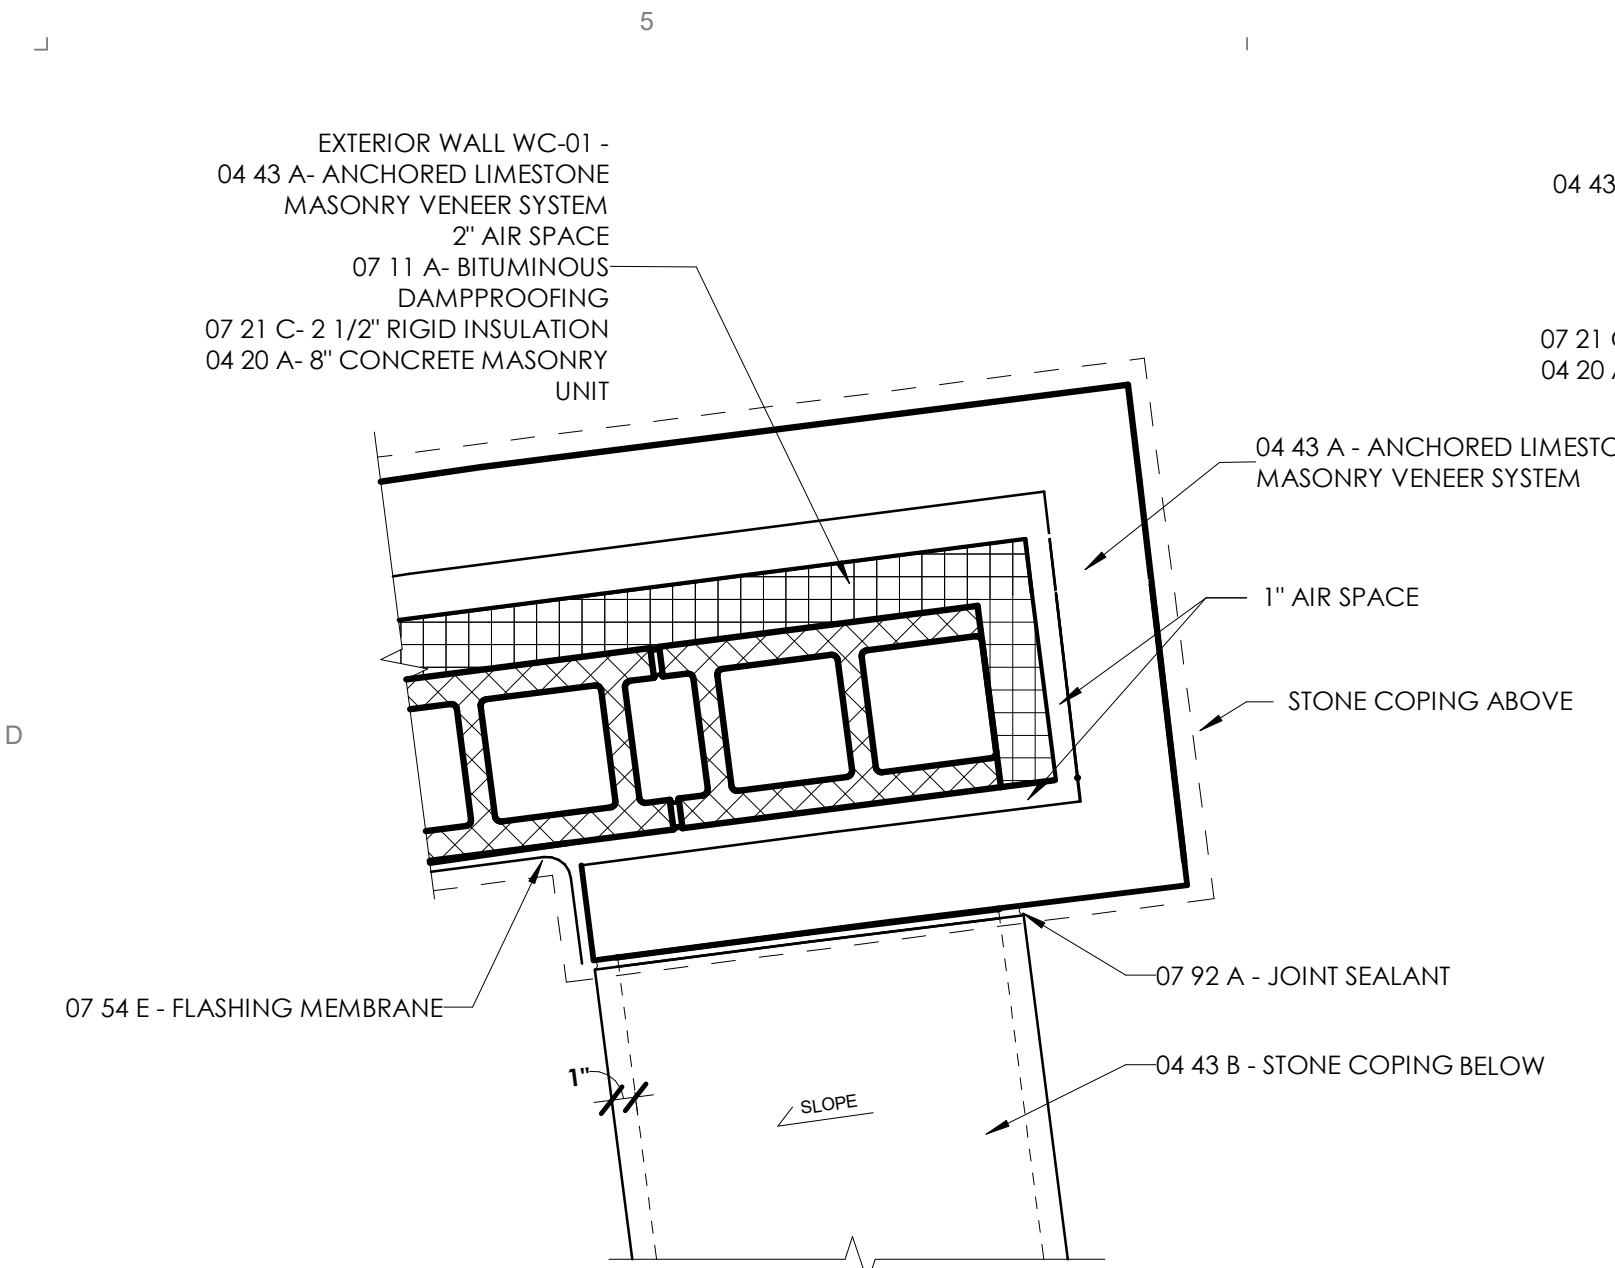 5
EXTERIOR WALL WC-01 -
04 43 A- ANCHORED LIMESTONE
MASONRY VENEER SYSTEM
2" AIR SPACE
07 11 A- BITUMINOUS
DAMPPROOFING
07 21 C- 2 1/2" RIGID INSULATION
04 20 A- 8" CONCRETE MASONRY
UNIT
04 43
07 21
04 20
04 43 A - ANCHORED
MASONRY VENEER SYSTEM
1" AIR SPACE
STONE COPING ABOVE
D
07 92 A - JOINT SEALANT
07 54 E - FLASHING MEMBRANE
04 43 B - STONE COPING BELOW
1"
SLOPE